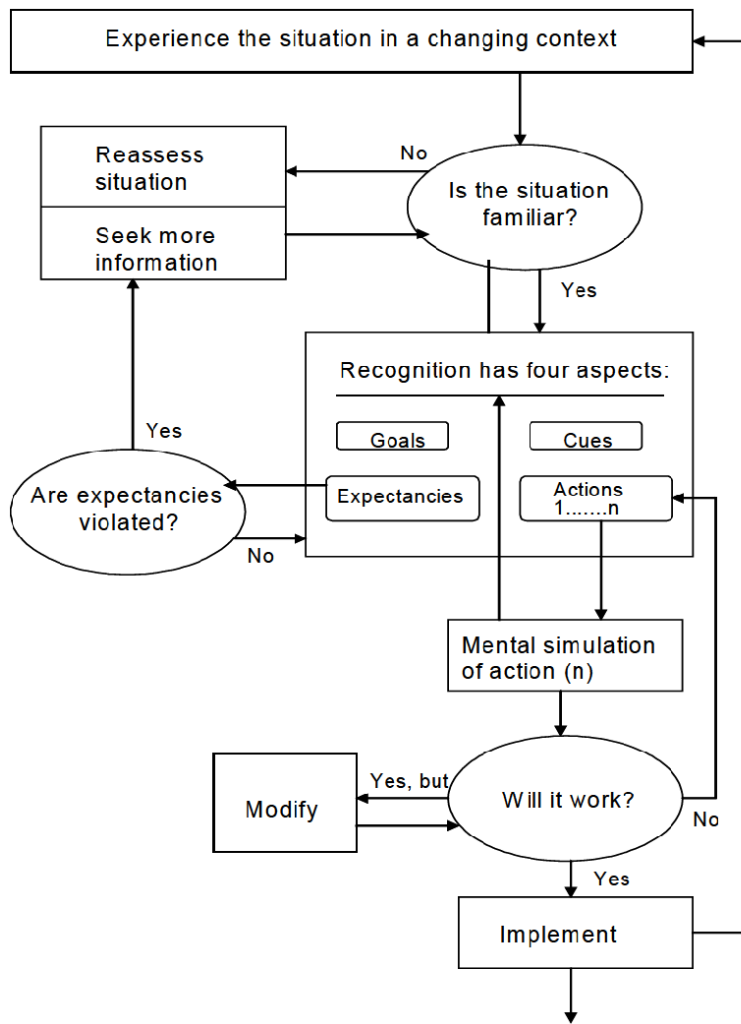 Experience the situation in a changing context
Reassess
situation
No
Is the situation
familiar?
Seek more
information
Yes
Recognition has four aspects:
Goals
Cues
Yes
Are expectancies
violated?
Expectancies
Actions
1.......n
No
Mental simulation
of action (n)
Yes, but
Will it work?
Modify
No
Yes
Implement